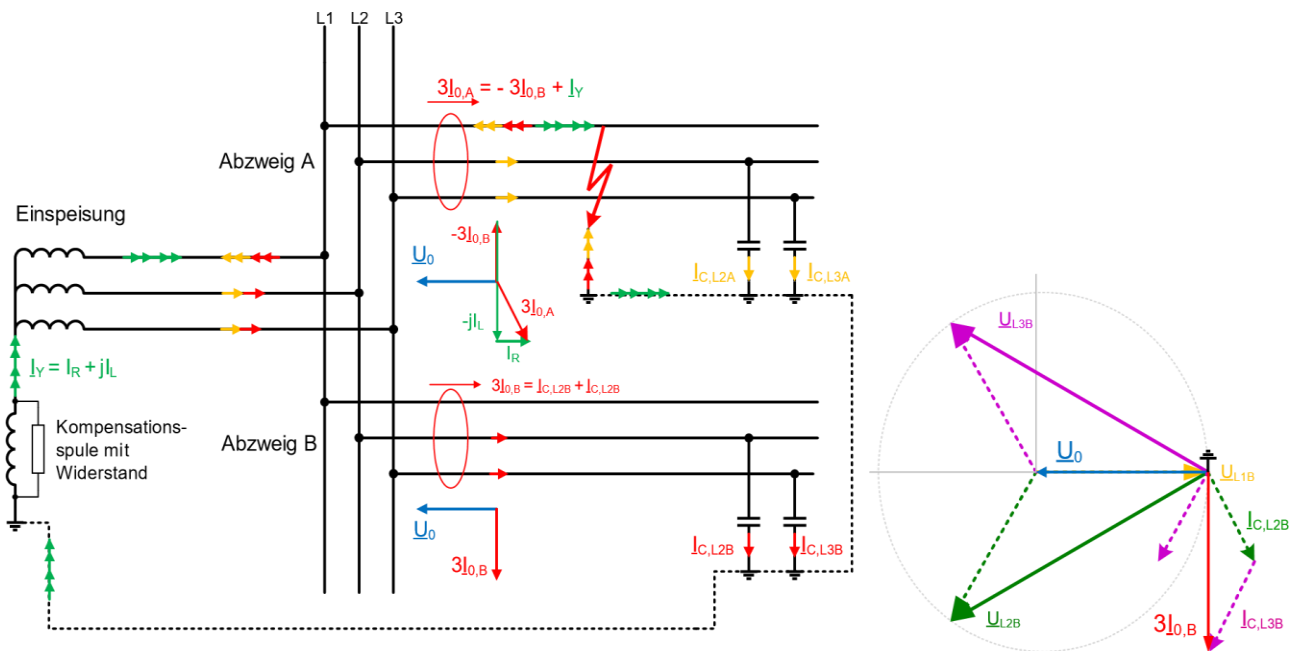 L1 L2 L3
3I0,A = - 3I0,B + IY
Abzweig A
Einspeisung
-3I0,B
U0
3I0,A
-jIL
IR
IC,L2A
IC,L3A
IY = IR + jIL
3I0,B = IC,L2B + IC,L2B
Kompensations-
spule mit
Widerstand
Abzweig B
U0
3I0,B
IC,L2B
IC,L3B
UL3B
U0
UL1B
IC,L2B
UL2B
3I0,B
IC,L3B